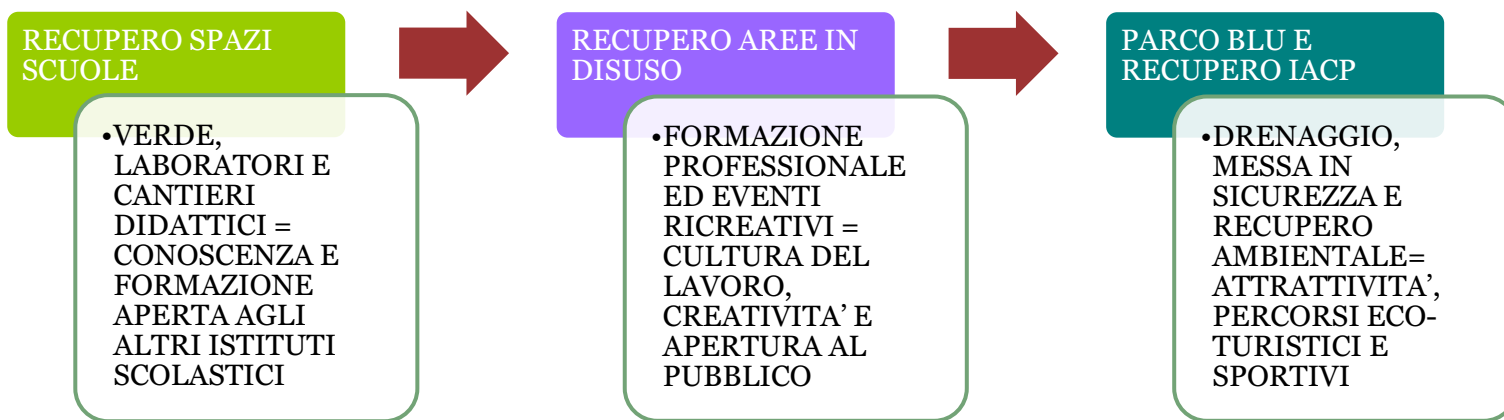 RECUPERO SPAZI
SCUOLE
•VERDE,
LABORATORI E
CANTIERI
DIDATTICI =
CONOSCENZA E
FORMAZIONE
APERTA AGLI
ALTRI ISTITUTI
SCOLASTICI
RECUPERO AREE IN
DISUSO
•FORMAZIONE
PROFESSIONALE
ED EVENTI
RICREATIVI =
CULTURA DEL
LAVORO,
CREATIVITA’ E
APERTURA AL
PUBBLICO
PARCO BLU E
RECUPERO IACP
•DRENAGGIO,
MESSA IN
SICUREZZA E
RECUPERO
AMBIENTALE=
ATTRATTIVITA’,
PERCORSI ECO-
TURISTICI E
SPORTIVI